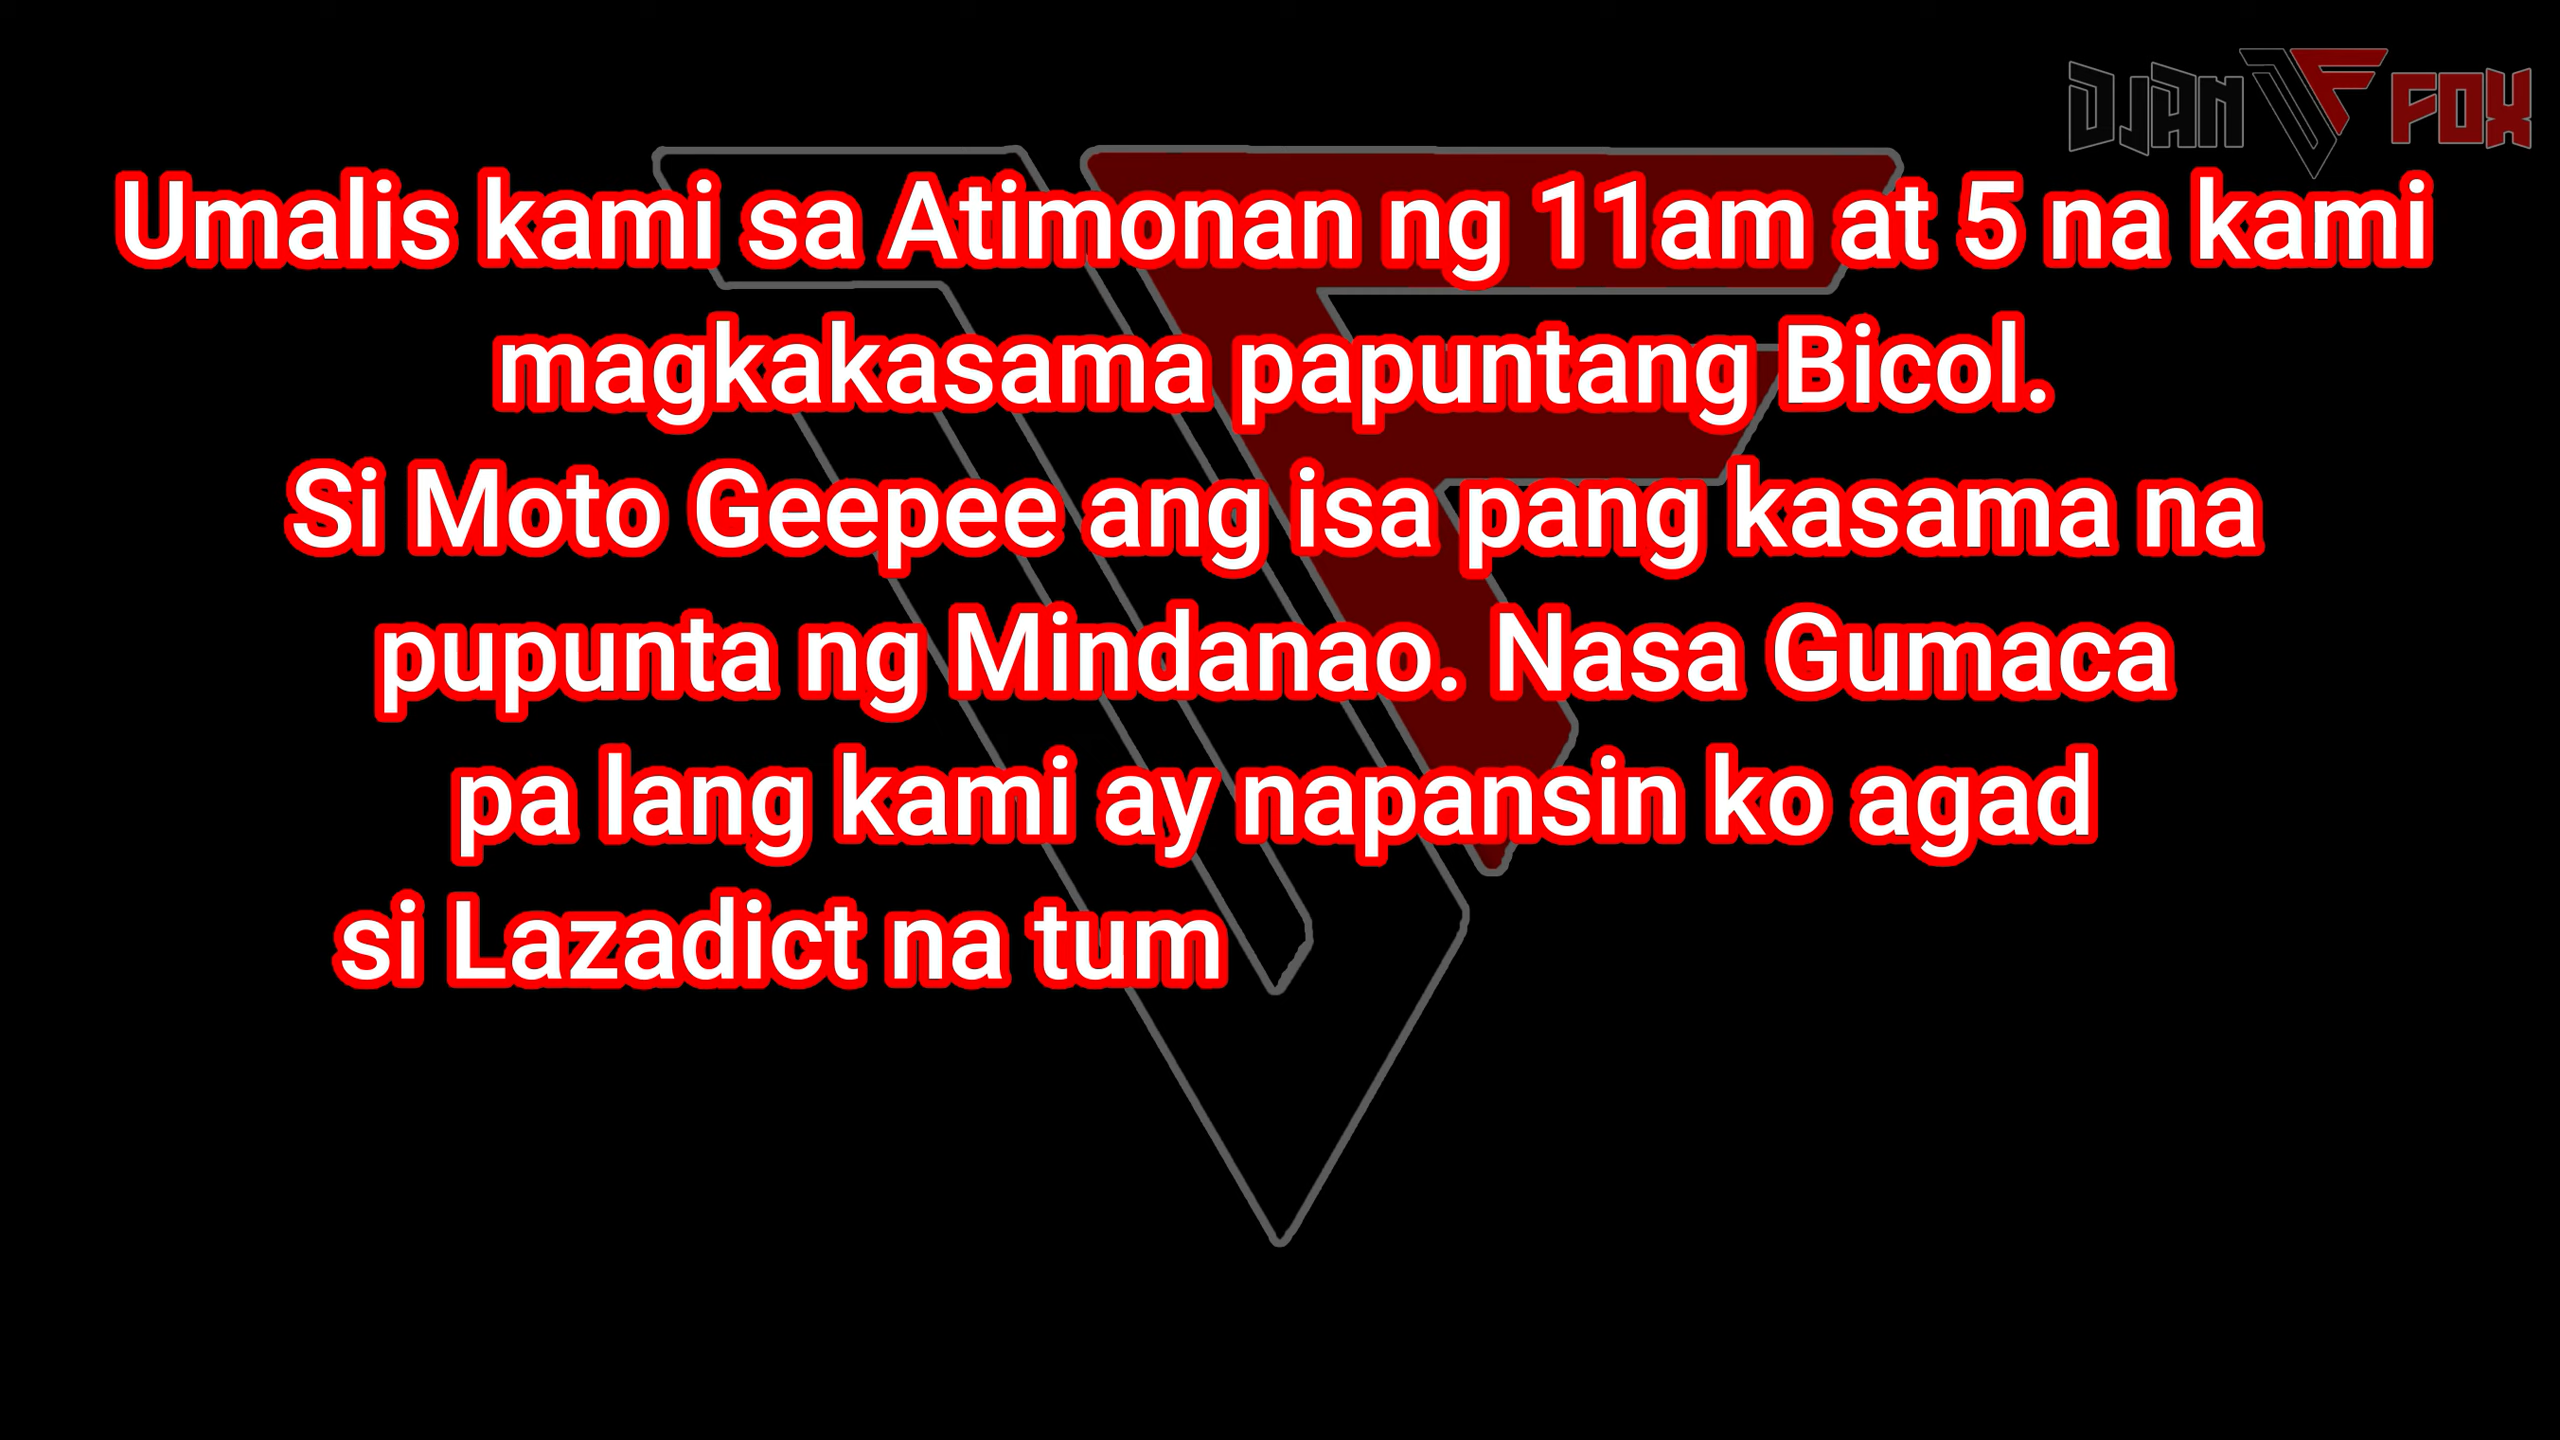 DJAN FOX
Umalis kami sa Atimonan ng 11am at 5 na kami
magkakasama papuntang Bicol.
Si Moto Geepee ang isa pang kasama na
pupunta ng Mindanao. Nasa Gumaca
pa lang kami ay napansin ko agad
si Lazadict na tum